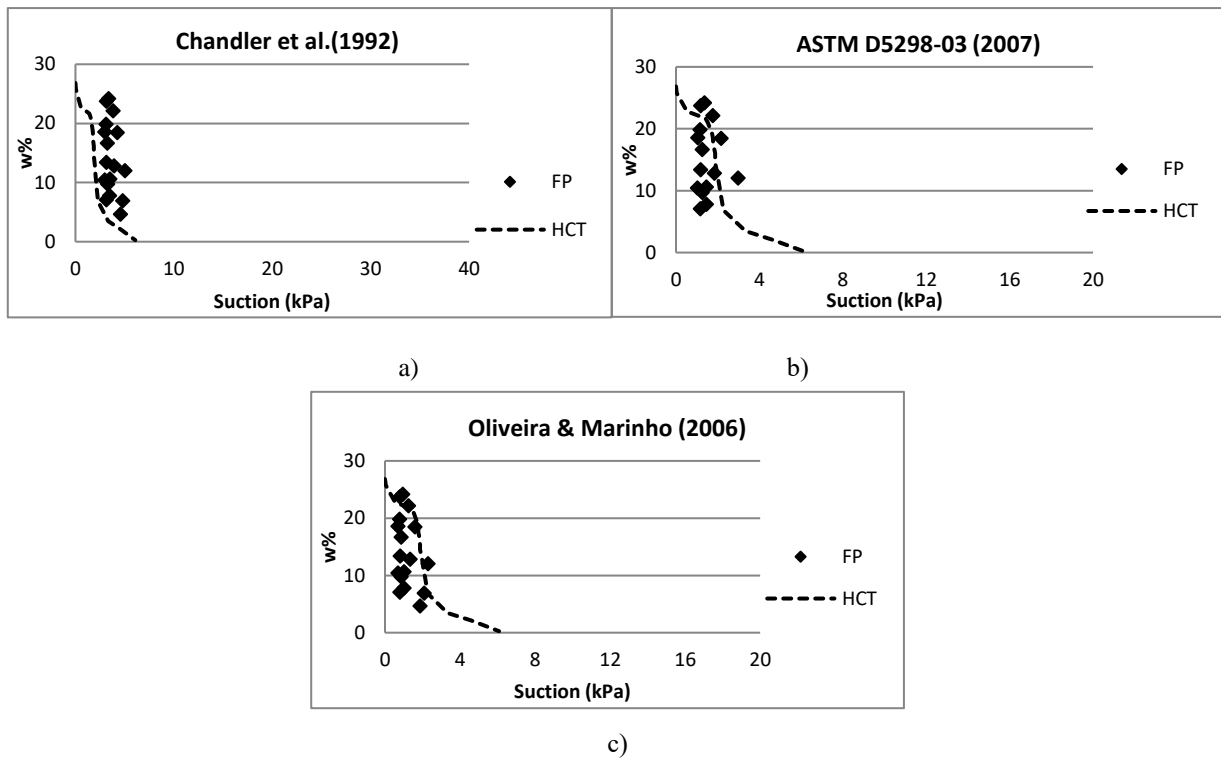 Chandler et al.(1992)
30
20
10
0
w%
0 10 20 30 40
Suction (kPa)
FP
HCT
a)
ASTM D5298-03 (2007)
30
20
10
0
w%
0 4 8 12 16 20
Suction (kPa)
FP
HCT
b)
Oliveira & Marinho (2006)
30
20
10
0
w%
0 4 8 12 16 20
Suction (kPa)
FP
HCT
c)